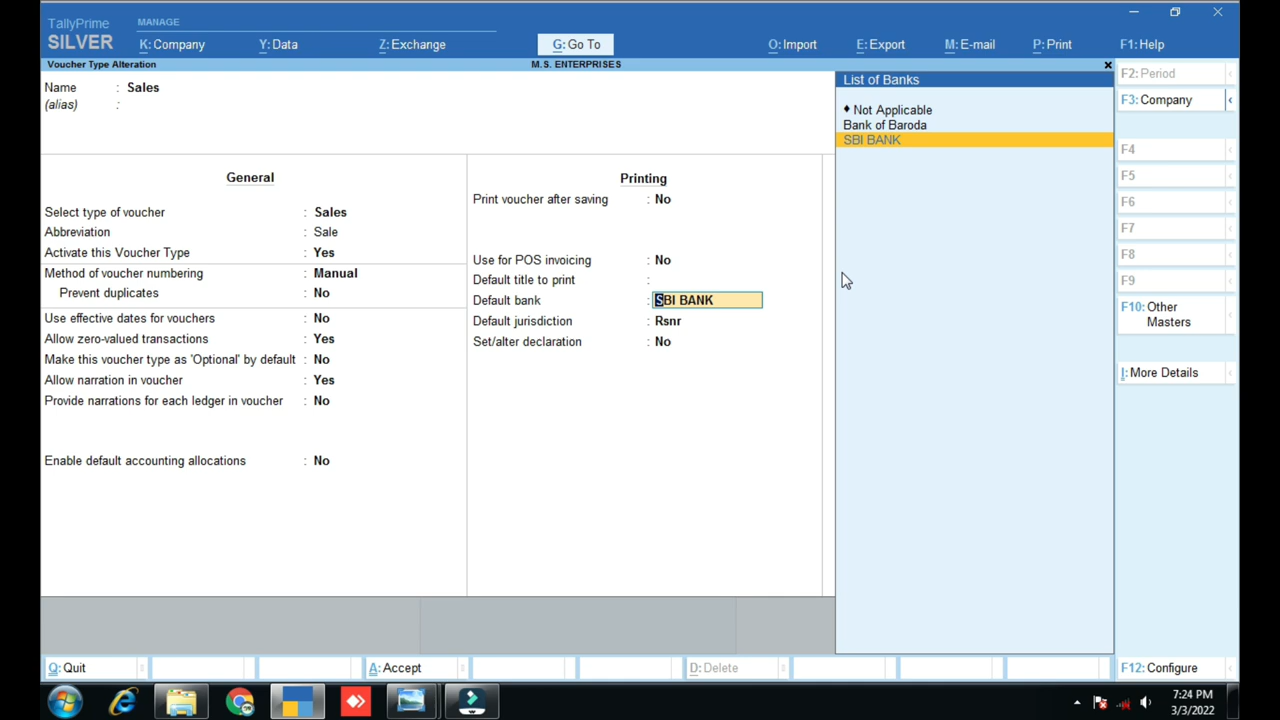 TallyPrime
SILVER
MANAGE
K: Company
Y: Data
Z: Exchange
G: Go To
O: Import
E: Export
M: E-mail
P: Print
F1: Help
Voucher Type Alteration
M.S. ENTERPRISES
Name : Sales
(alias) :
General
Select type of voucher : Sales
Abbreviation : Sale
Activate this Voucher Type : Yes
Method of voucher numbering : Manual
Prevent duplicates : No
Use effective dates for vouchers : No
Allow zero-valued transactions : Yes
Make this voucher type as 'Optional' by default : No
Allow narration in voucher : Yes
Provide narrations for each ledger in voucher : No
Enable default accounting allocations : No
Printing
Print voucher after saving : No
Use for POS invoicing : No
Default title to print :
Default bank : SBI BANK
Default jurisdiction : Rsnr
Set/alter declaration : No
List of Banks
♦ Not Applicable
Bank of Baroda
SBI BANK
F2: Period
F3: Company
F4
F5
F6
F7
F8
F9
F10: Other
Masters
I: More Details
Q: Quit
A: Accept
D: Delete
F12: Configure
7:24 PM
3/3/2022